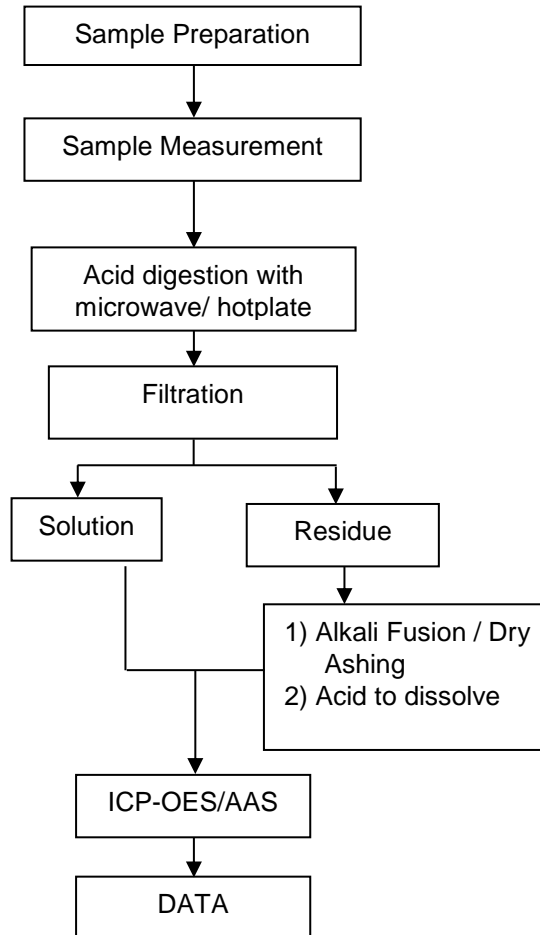 Sample Preparation
Sample Measurement
Acid digestion with
microwave/ hotplate
Filtration
Solution
Residue
1) Alkali Fusion / Dry
Ashing
2) Acid to dissolve
ICP-OES/AAS
DATA